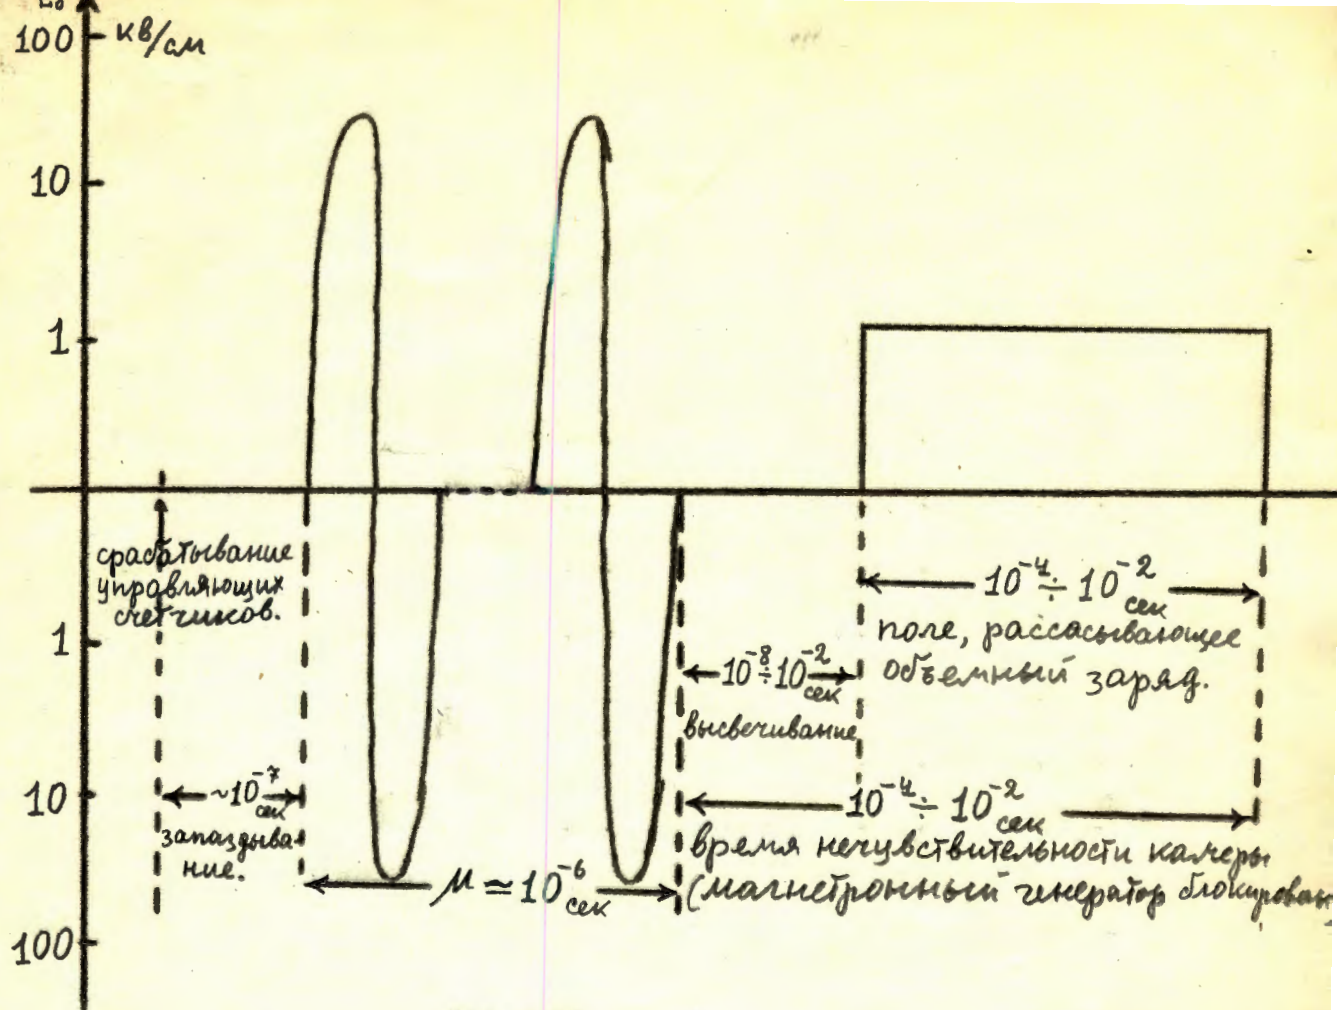 100 кв/см
10
1
срабатывание
управляющих
счетчиков.
1
10
100
~10⁻⁷
сек
запаздыва-
ние.
μ ≃ 10⁻⁶ сек
10⁻⁸ ÷ 10⁻² сек
высвечивание
10⁻⁴ ÷ 10⁻² сек
поле, рассасывающее
объемный заряд.
10⁻⁴ ÷ 10⁻² сек
время нечувствительности камеры
(магнетронный генератор блокирован)